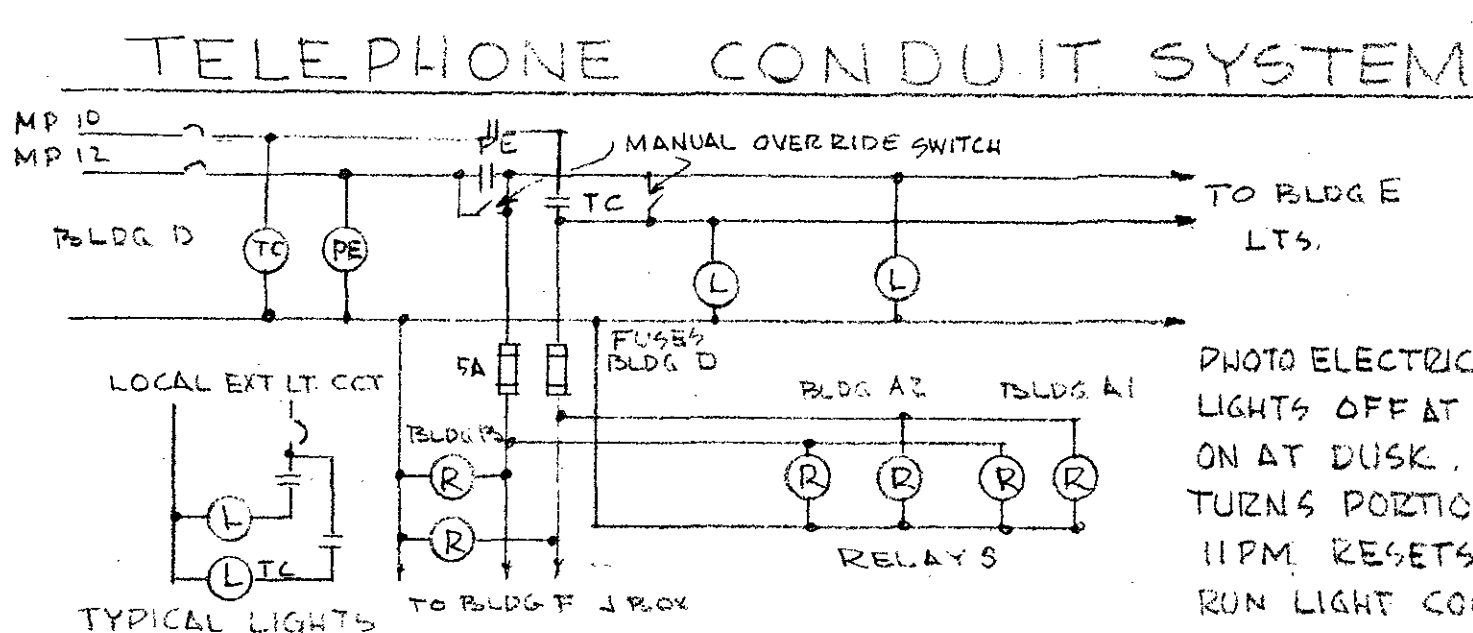 TELEPHONE CONDUIT SYSTEM
MP 10
MP 12
PE
MANUAL OVERRIDE SWITCH
TC
TO BLDG E
LTS.
BLDG D
TC
PE
L
L
5A
FUSES
BLDG D
LOCAL EXT LT. CCT
BLDG A2
BLDG. A1
BLDG B
R
R
R
R
R
R
L
L
TC
RELAYS
TO BLDG F J BOX
TYPICAL LIGHTS
PHOTO ELECTRIC
LIGHTS OFF AT
ON AT DUSK.
TURNS PORTIO
11PM. RESETS
RUN LIGHT CO